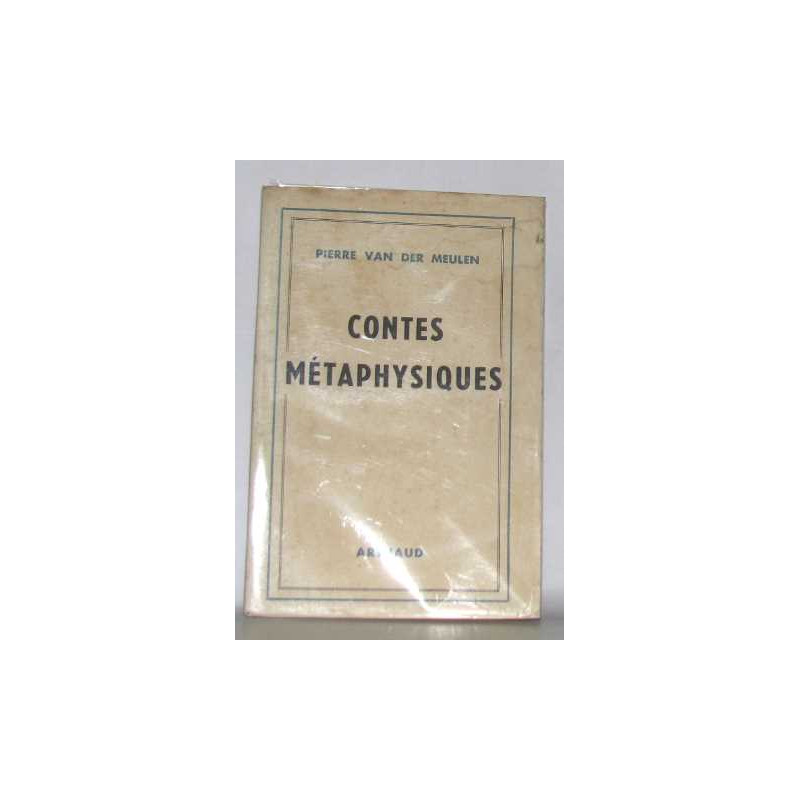 PIERRE VAN DER MEULEN
CONTES
MÉTAPHYSIQUES